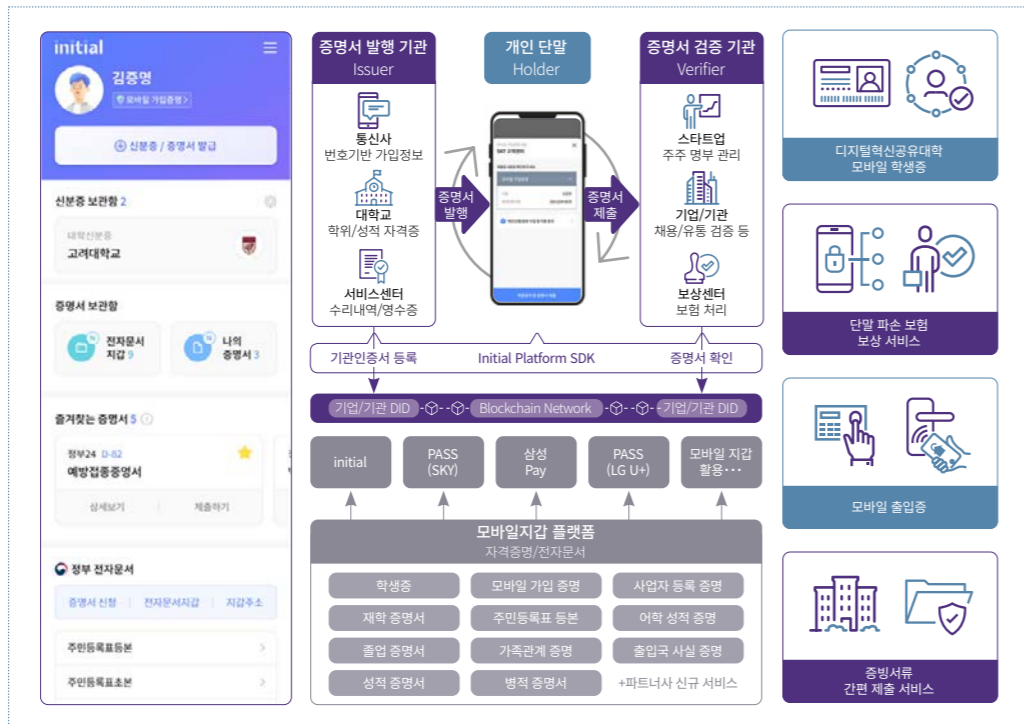 initial
김증명
모바일 가입증명 >
신분증 / 증명서 발급
신분증 보관함 2
대학신분증
고려대학교
증명서 보관함
전자문서
지갑 9
나의
증명서 3
즐겨찾는 증명서 5
정부24 D-82
예방접종증명서
상세보기
제출하기
정부 전자문서
증명서 신청
전자문서지갑
지갑주소
주민등록표등본
주민등록표초본
증명서 발행 기관
Issuer
통신사
번호기반 가입정보
대학교
학위/성적 자격증
서비스센터
수리내역/영수증
증명서
발행
개인 단말
Holder
SKT 고객센터
증명서
제출
증명서 검증 기관
Verifier
스타트업
주주 명부 관리
기업/기관
채용/유통 검증 등
보상센터
보험 처리
기관인증서 등록
Initial Platform SDK
증명서 확인
기업/기관 DID
Blockchain Network
기업/기관 DID
initial
PASS
(SKY)
삼성
Pay
PASS
(LG U+)
모바일 지갑
활용···
모바일지갑 플랫폼
자격증명/전자문서
학생증
모바일 가입 증명
사업자 등록 증명
재학 증명서
주민등록표 등본
어학 성적 증명
졸업 증명서
가족관계 증명
출입국 사실 증명
성적 증명서
병적 증명서
+파트너사 신규 서비스
디지털혁신공유대학
모바일 학생증
단말 파손 보험
보상 서비스
모바일 출입증
증빙서류
간편 제출 서비스